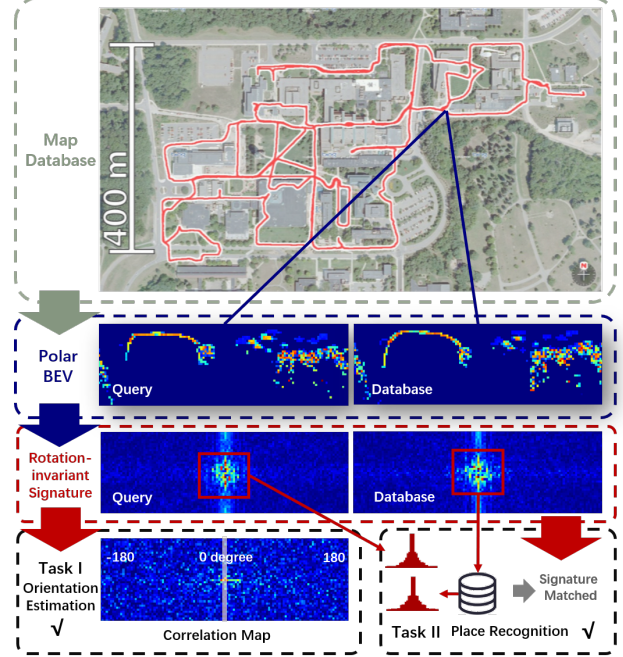 Map
Database
400 m
N
Polar
BEV
Query
Database
Rotation-
invariant
Signature
Query
Database
Task I
Orientation
Estimation
√
-180
0 degree
180
Correlation Map
Signature
Matched
Task II
Place Recognition
√